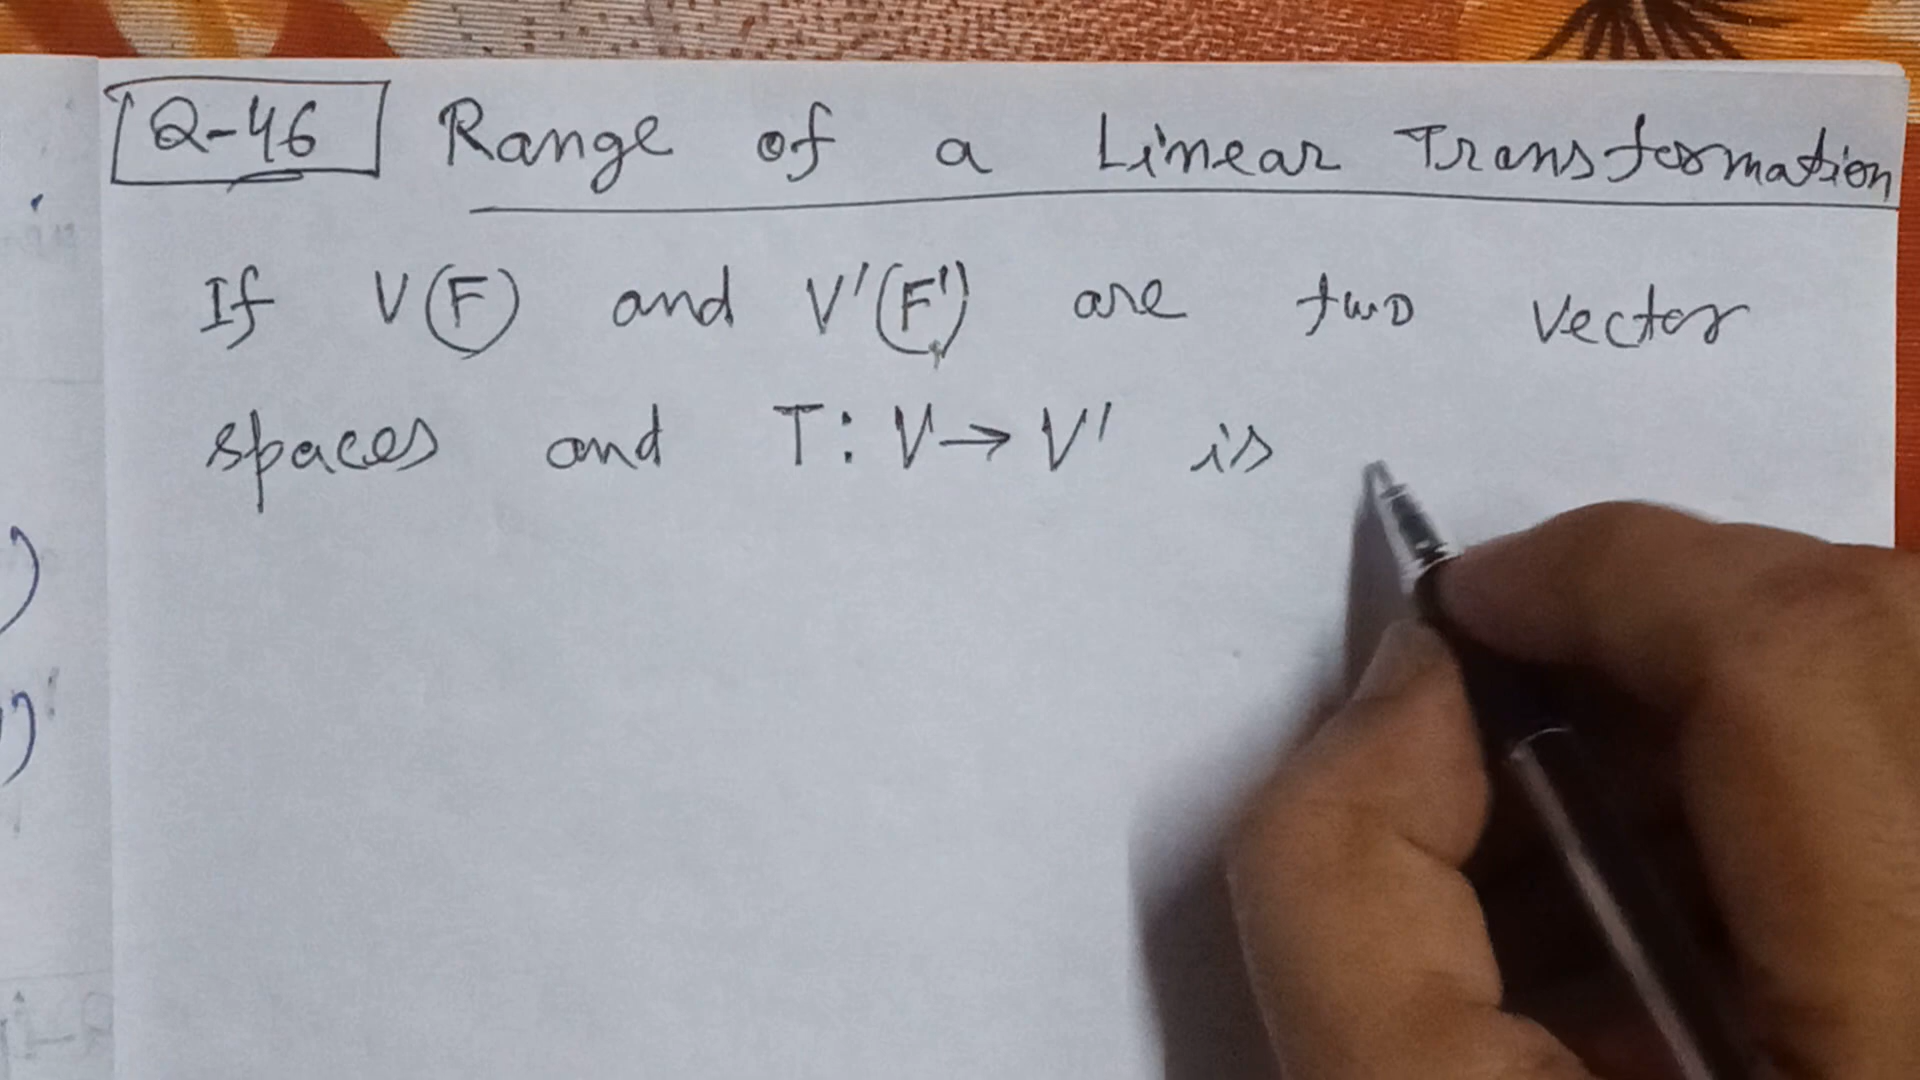 Q-46 Range of a Linear Transformation
If V(F) and V'(F') are two vector
spaces and T: V→V' is